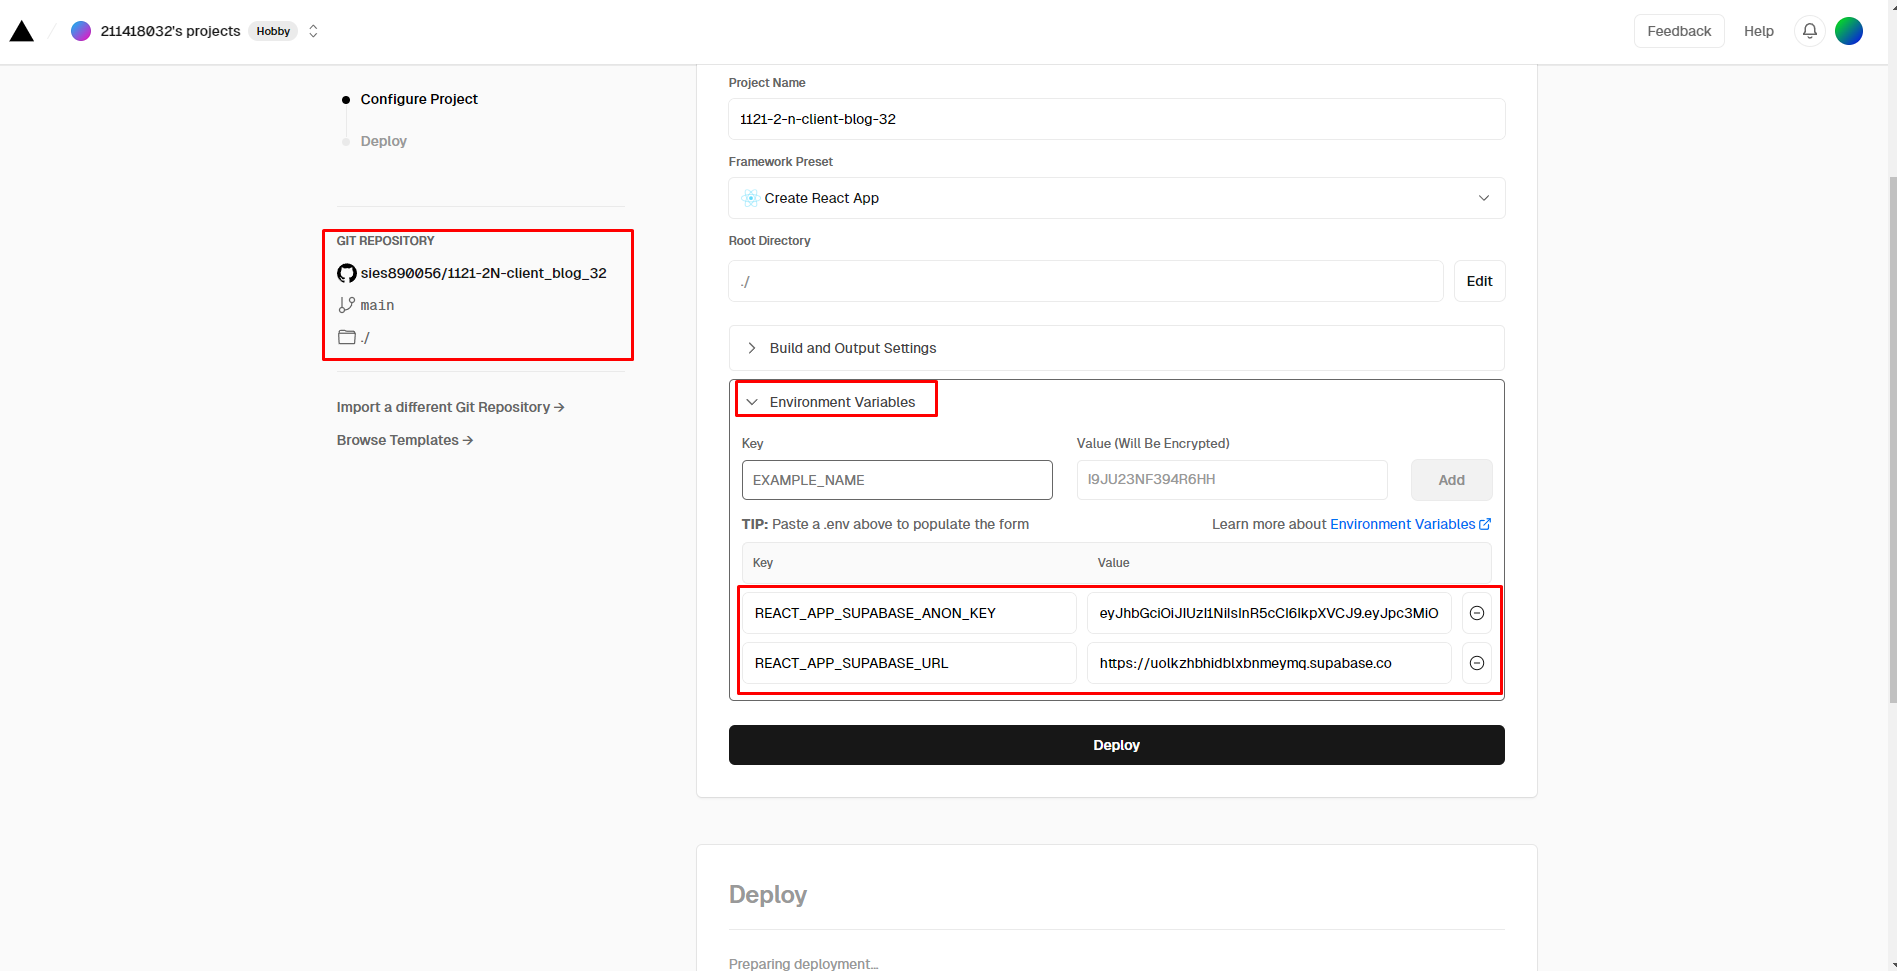 211418032's projects Hobby
Feedback Help
Configure Project
Deploy
GIT REPOSITORY
sies890056/1121-2N-client_blog_32
main
./
Import a different Git Repository →
Browse Templates →
Project Name
1121-2-n-client-blog-32
Framework Preset
Create React App
Root Directory
./ Edit
Build and Output Settings
Environment Variables
Key Value (Will Be Encrypted)
EXAMPLE_NAME I9JU23NF394R6HH Add
TIP: Paste a .env above to populate the form Learn more about Environment Variables
Key Value
REACT_APP_SUPABASE_ANON_KEY eyJhbGciOiJIUzI1NiIsInR5cCI6IkpXVCJ9.eyJpc3MiO
REACT_APP_SUPABASE_URL https://uolkzhbhidblxbnmeymq.supabase.co
Deploy
Deploy
Preparing deployment...